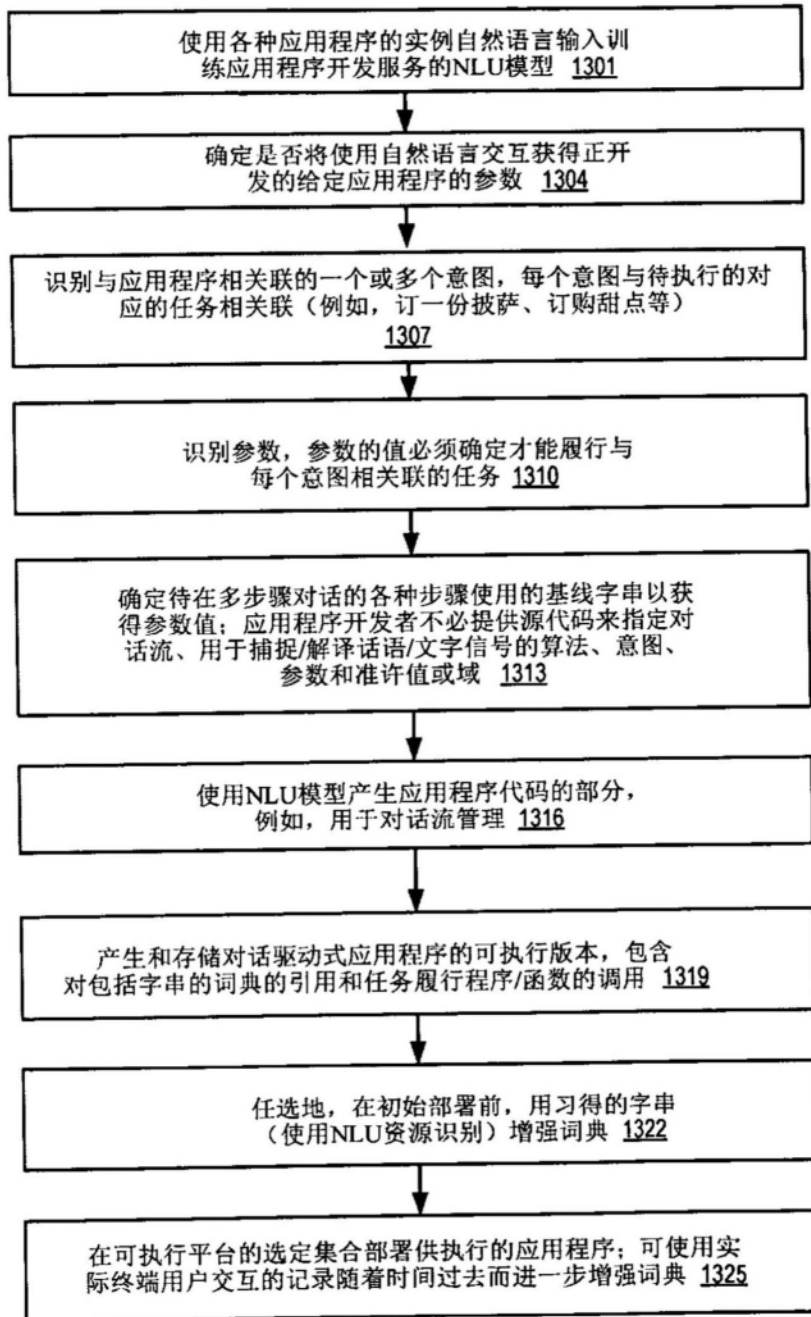 使用各种应用程序的实例自然语言输入训
练应用程序开发服务的NLU模型 1301
确定是否将使用自然语言交互获得正开
发的给定应用程序的参数 1304
识别与应用程序相关联的一个或多个意图，每个意图与待执行的对
应的任务相关联（例如，订一份披萨、订购甜点等）
1307
识别参数，参数的值必须确定才能履行与
每个意图相关联的任务 1310
确定待在多步骤对话的各种步骤使用的基线字串以获
得参数值；应用程序开发者不必提供源代码来指定对
话流、用于捕捉/解译话语/文字信号的算法、意图、
参数和准许值或域 1313
使用NLU模型产生应用程序代码的部分，
例如，用于对话流管理 1316
产生和存储对话驱动式应用程序的可执行版本，包含
对包括字串的词典的引用和任务履行程序/函数的调用 1319
任选地，在初始部署前，用习得的字串
（使用NLU资源识别）增强词典 1322
在可执行平台的选定集合部署供执行的应用程序；可使用实
际终端用户交互的记录随着时间过去而进一步增强词典 1325